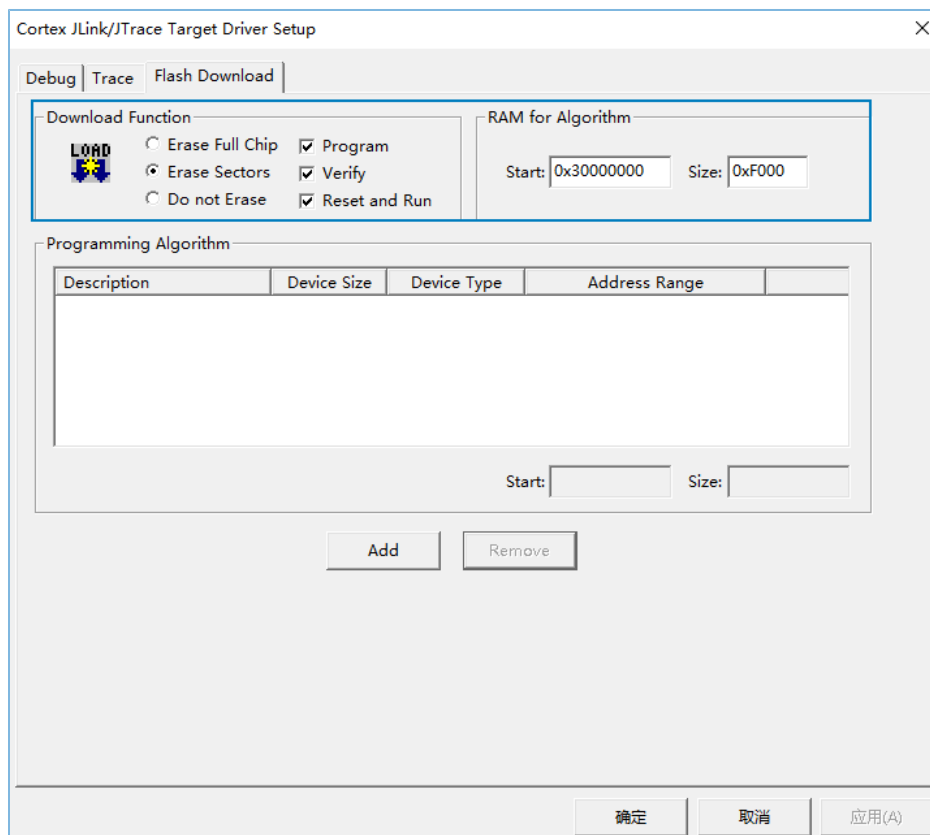 Cortex JLink/JTrace Target Driver Setup
Debug Trace Flash Download
Download Function
LOAD
Erase Full Chip
Erase Sectors
Do not Erase
Program
Verify
Reset and Run
RAM for Algorithm
Start: 0x30000000 Size: 0xF000
Programming Algorithm
Description Device Size Device Type Address Range
Start: Size:
Add Remove
确定 取消 应用(A)